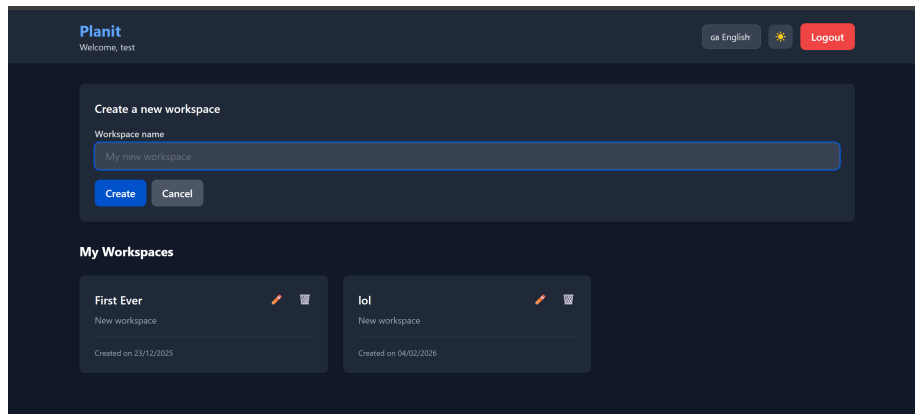 Planit
Welcome, test
GB English
Logout
Create a new workspace
Workspace name
My new workspace
Create
Cancel
My Workspaces
First Ever
New workspace
Created on 23/12/2025
lol
New workspace
Created on 04/02/2026